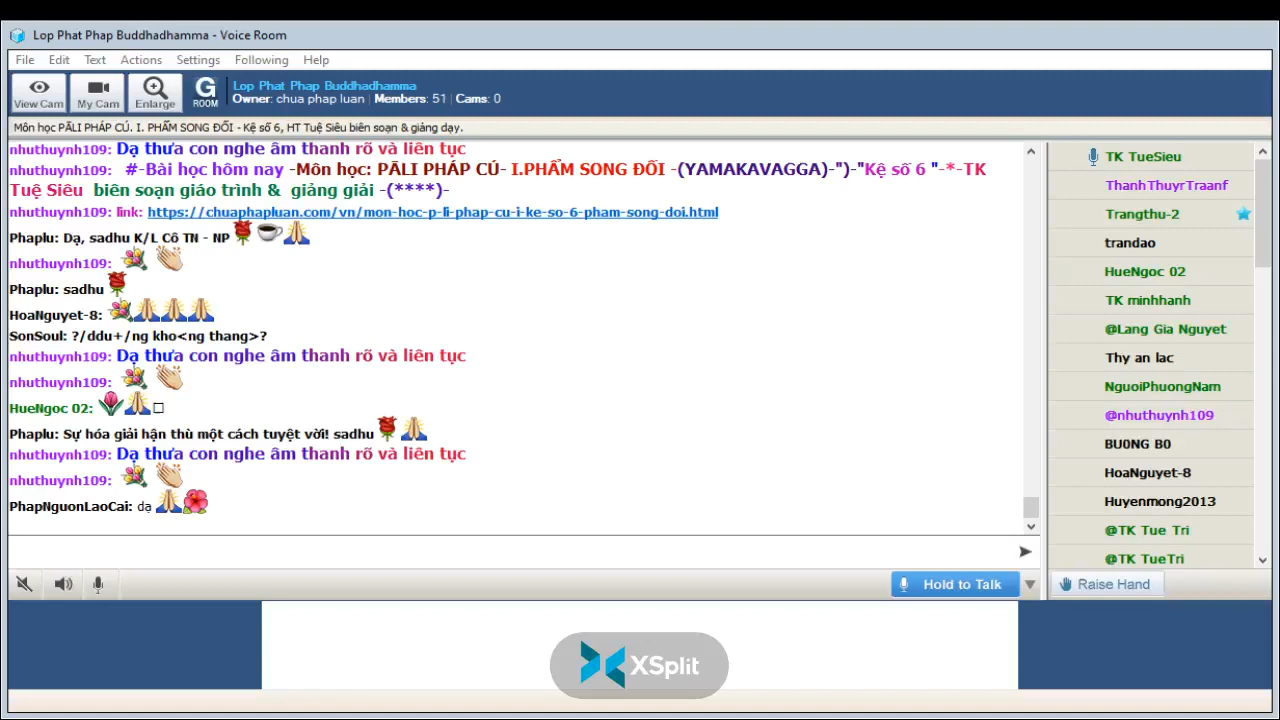 Lop Phat Phap Buddhadhamma - Voice Room
File Edit Text Actions Settings Following Help
View Cam My Cam Enlarge G ROOM
Lop Phat Phap Buddhadhamma
Owner: chua phap luan | Members: 51 | Cams: 0
Môn học PĀLI PHÁP CÚ. I. PHẨM SONG ĐỐI - Kệ số 6, HT Tuệ Siêu biên soạn & giảng dạy.
nhuthuynh109: Dạ thưa con nghe âm thanh rõ và liên tục
nhuthuynh109: #-Bài học hôm nay -Môn học: PĀLI PHÁP CÚ- I.PHẨM SONG ĐỐI -(YAMAKAVAGGA)-")-"Kệ số 6 "-*-TK
Tuệ Siêu biên soạn giáo trình & giảng giải -(****)-
nhuthuynh109: link: https://chuaphapluan.com/vn/mon-hoc-p-li-phap-cu-i-ke-so-6-pham-song-doi.html
Phaplu: Dạ, sadhu K/L Cô TN - NP 🌹☕🙏
nhuthuynh109: 💐 👏
Phaplu: sadhu 🌹
HoaNguyet-8: 💐🙏🙏🙏
SonSoul: ?/ddu+/ng kho<ng thang>?
nhuthuynh109: Dạ thưa con nghe âm thanh rõ và liên tục
nhuthuynh109: 💐 👏
HueNgoc 02: 🌷🙏□
Phaplu: Sự hóa giải hận thù một cách tuyệt vời! sadhu 🌹🙏
nhuthuynh109: Dạ thưa con nghe âm thanh rõ và liên tục
nhuthuynh109: 💐 👏
PhapNguonLaoCai: dạ 🙏🌺
Hold to Talk
TK TueSieu
ThanhThuyrTraanf
Trangthu-2
trandao
HueNgoc 02
TK minhhanh
@Lang Gia Nguyet
Thy an lac
NguoiPhuongNam
@nhuthuynh109
BU0NG B0
HoaNguyet-8
Huyenmong2013
@TK Tue Tri
@TK TueTri
Raise Hand
XSplit